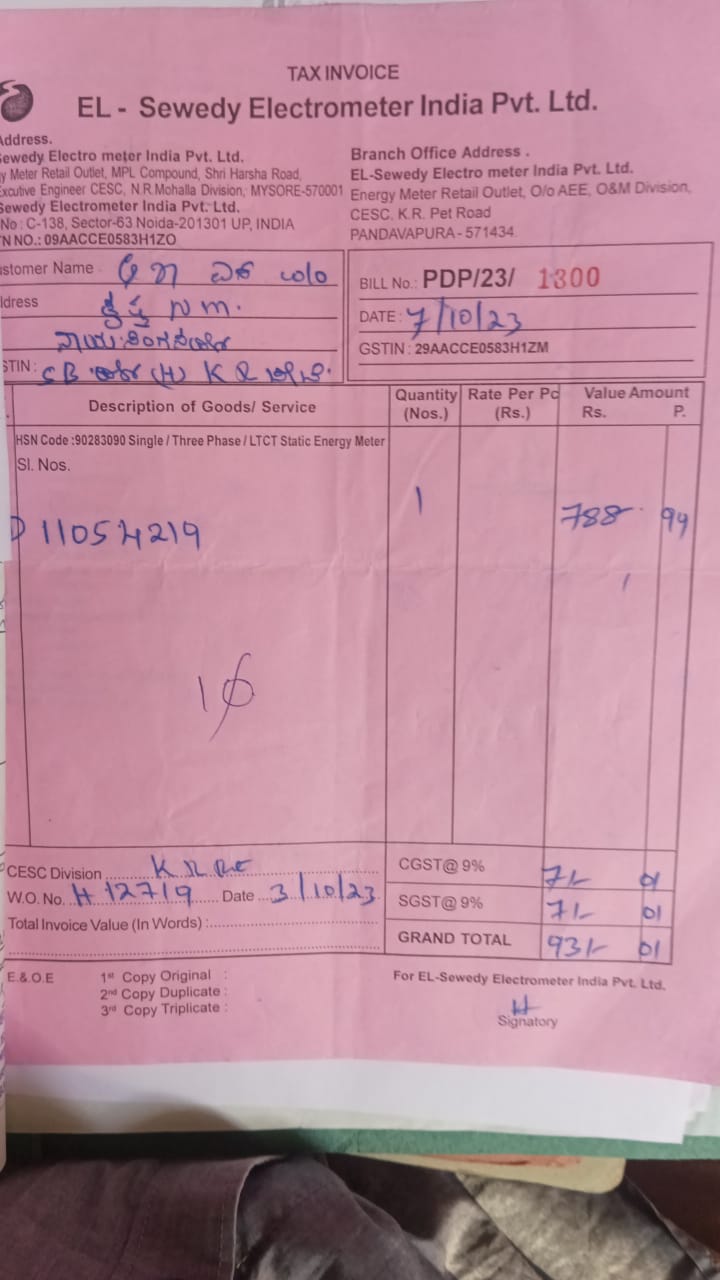 TAX INVOICE
EL - Sewedy Electrometer India Pvt. Ltd.
Address.
Sewedy Electro meter India Pvt. Ltd.
y Meter Retail Outlet, MPL Compound, Shri Harsha Road,
Excutive Engineer CESC, N.R.Mohalla Division, MYSORE-570001
Sewedy Electrometer India Pvt. Ltd.
No : C-138, Sector-63 Noida-201301 UP, INDIA
TN NO.: 09AACCE0583H1ZO
Branch Office Address .
EL-Sewedy Electro meter India Pvt. Ltd.
Energy Meter Retail Outlet, O/o AEE, O&M Division,
CESC, K.R. Pet Road
PANDAVAPURA - 571434.
ustomer Name
ddress
STIN : CB (H) K R
BILL No.: PDP/23/ 1300
DATE : 7/10/23
GSTIN : 29AACCE0583H1ZM
Description of Goods/ Service
Quantity (Nos.)
Rate Per Pc (Rs.)
Value Amount
Rs. P.
HSN Code :90283090 Single / Three Phase / LTCT Static Energy Meter
Sl. Nos.
11054219
1
788 99
1φ
CESC Division
W.O. No. H 12719 Date 3/10/23
Total Invoice Value (In Words) :
CGST@ 9% 71- 01
SGST@ 9% 71- 01
GRAND TOTAL 931- 01
E.& O.E
1st Copy Original :
2nd Copy Duplicate :
3rd Copy Triplicate :
For EL-Sewedy Electrometer India Pvt. Ltd.
Signatory